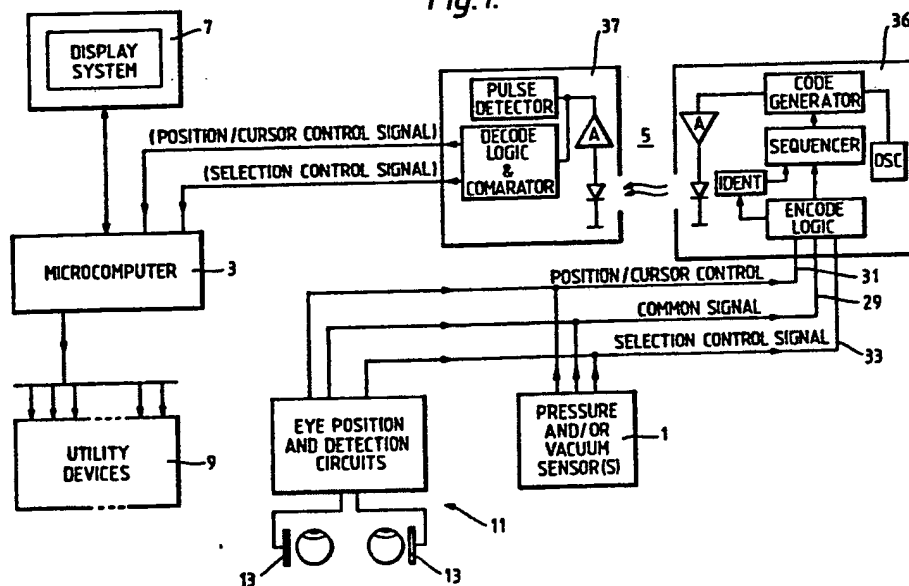 Fig.1.
7
DISPLAY
SYSTEM
37
36
PULSE
DETECTOR
CODE
GENERATOR
A
A
(POSITION/CURSOR CONTROL SIGNAL)
DECODE
LOGIC
&
COMARATOR
5
SEQUENCER
OSC
(SELECTION CONTROL SIGNAL)
IDENT
ENCODE
LOGIC
MICROCOMPUTER
3
POSITION/CURSOR CONTROL
31
COMMON SIGNAL
29
SELECTION CONTROL SIGNAL
33
EYE POSITION
AND DETECTION
CIRCUITS
PRESSURE
AND/OR
VACUUM
SENSOR(S)
1
UTILITY
DEVICES
9
11
13
13